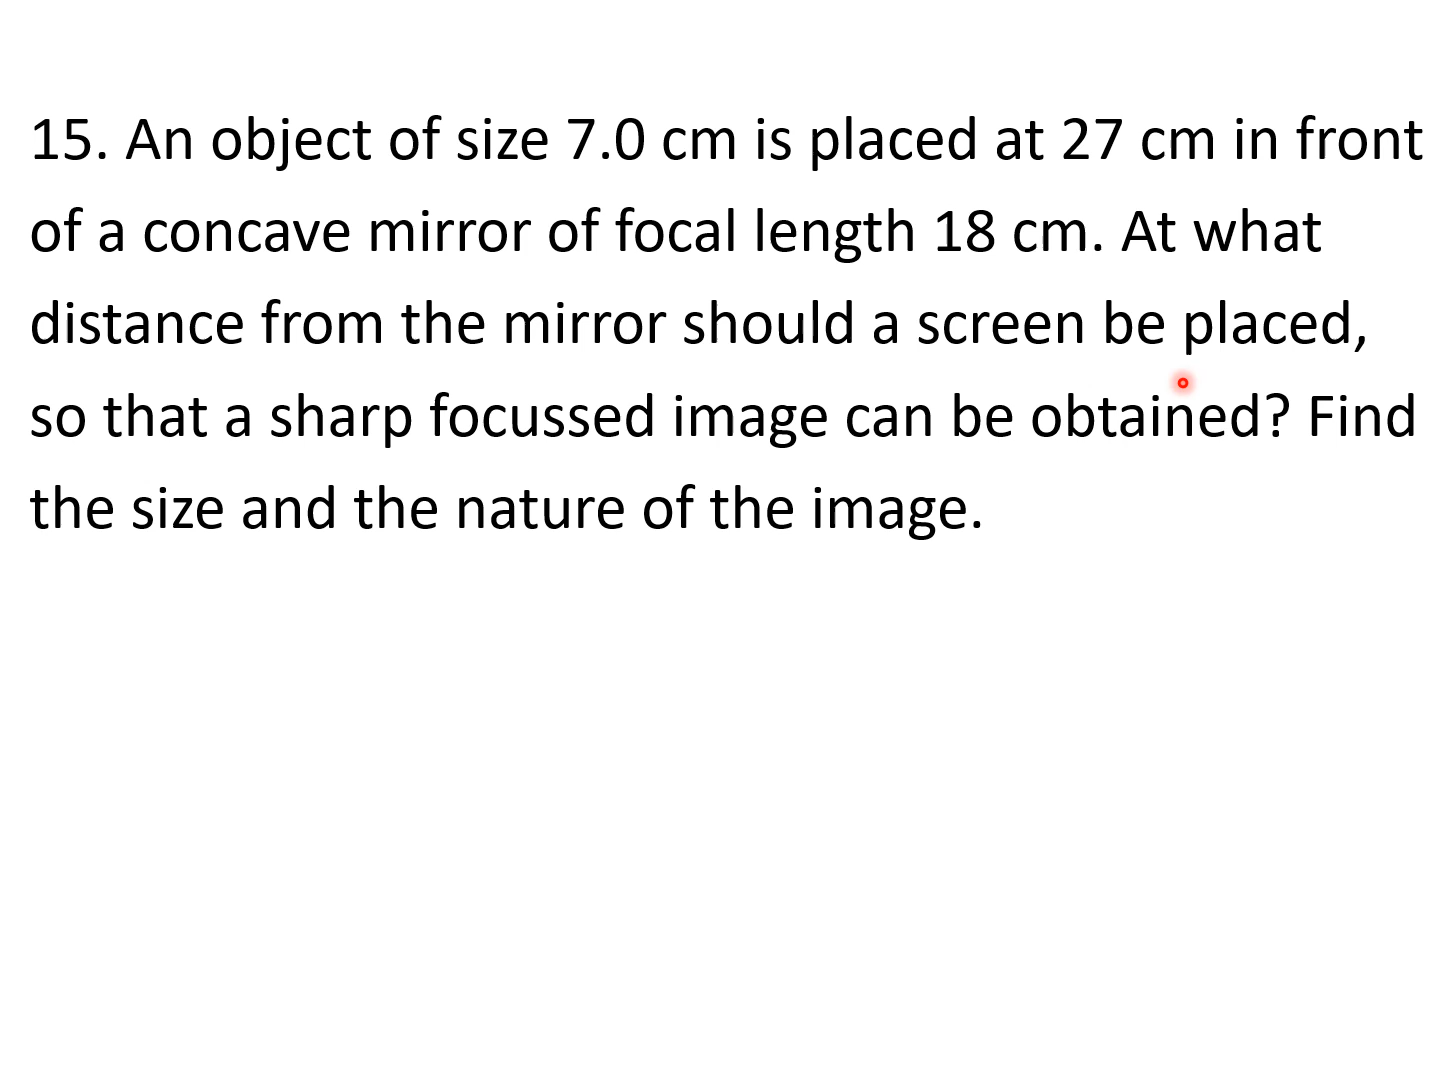 15. An object of size 7.0 cm is placed at 27 cm in front
of a concave mirror of focal length 18 cm. At what
distance from the mirror should a screen be placed,
so that a sharp focussed image can be obtained? Find
the size and the nature of the image.